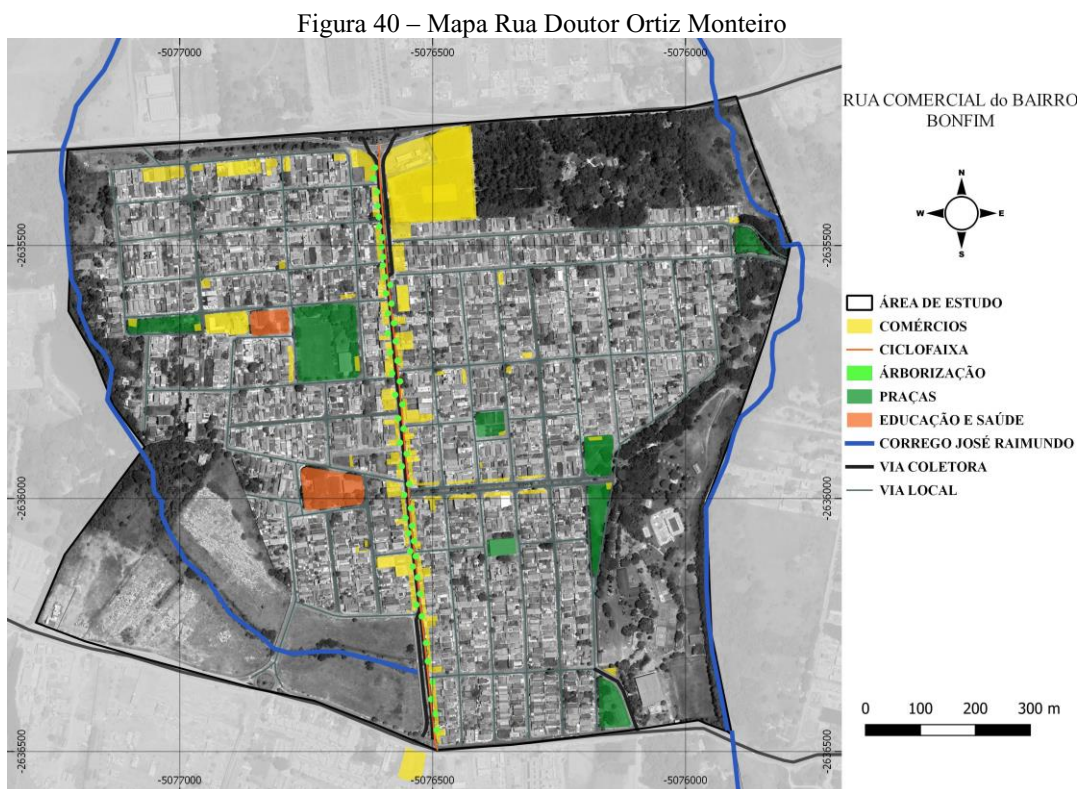 Figura 40 – Mapa Rua Doutor Ortiz Monteiro
-5077000
-5076500
-5076000
-2635500
-2635500
-2636000
-2636000
-2636500
-2636500
-5077000
-5076500
-5076000
RUA COMERCIAL do BAIRRO
BONFIM
N
W
E
S
ÁREA DE ESTUDO
COMÉRCIOS
CICLOFAIXA
ÁRBORIZAÇÃO
PRAÇAS
EDUCAÇÃO E SAÚDE
CORREGO JOSÉ RAIMUNDO
VIA COLETORA
VIA LOCAL
0 100 200 300 m